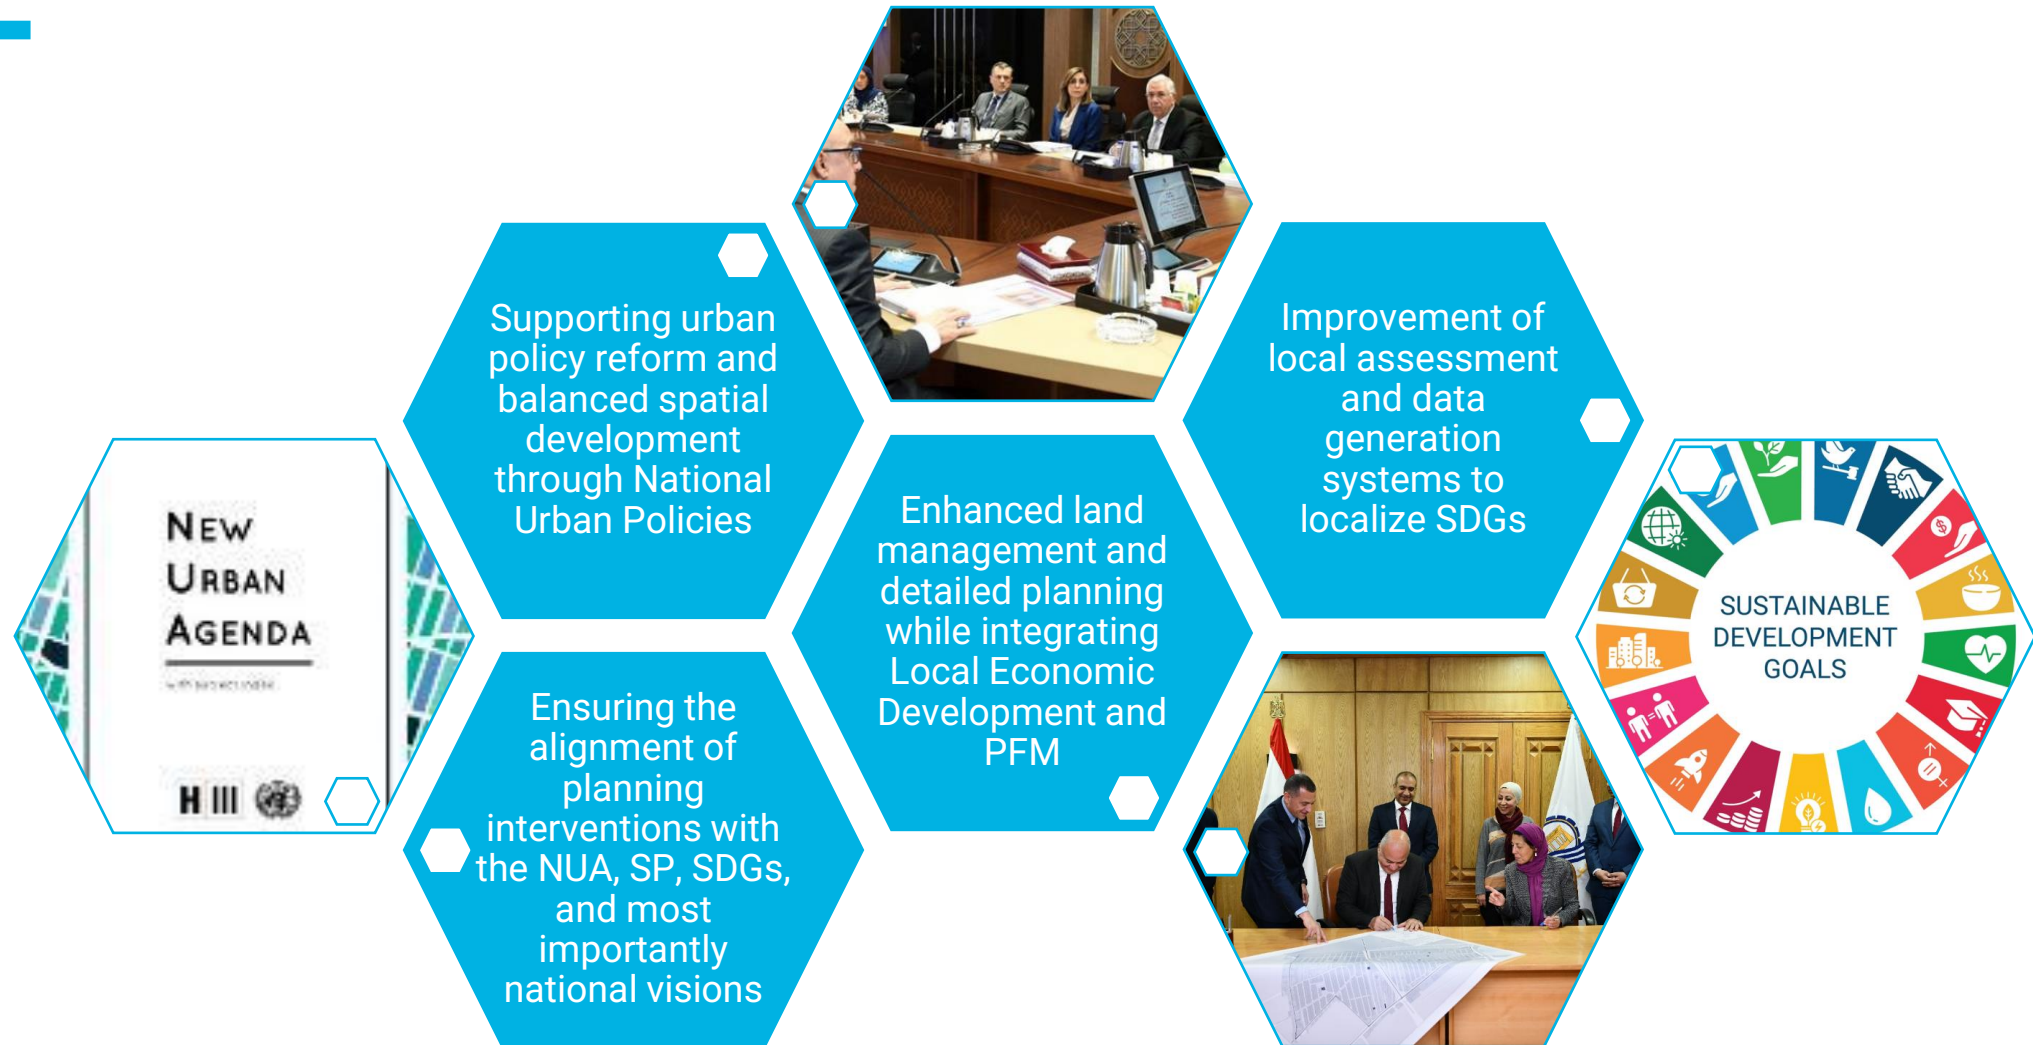 Supporting urban
policy reform and
balanced spatial
development
through National
Urban Policies
Improvement of
local assessment
and data
generation
systems to
localize SDGs
NEW
URBAN
AGENDA
H III
Enhanced land
management and
detailed planning
while integrating
Local Economic
Development and
PFM
SUSTAINABLE
DEVELOPMENT
GOALS
Ensuring the
alignment of
planning
interventions with
the NUA, SP, SDGs,
and most
importantly
national visions